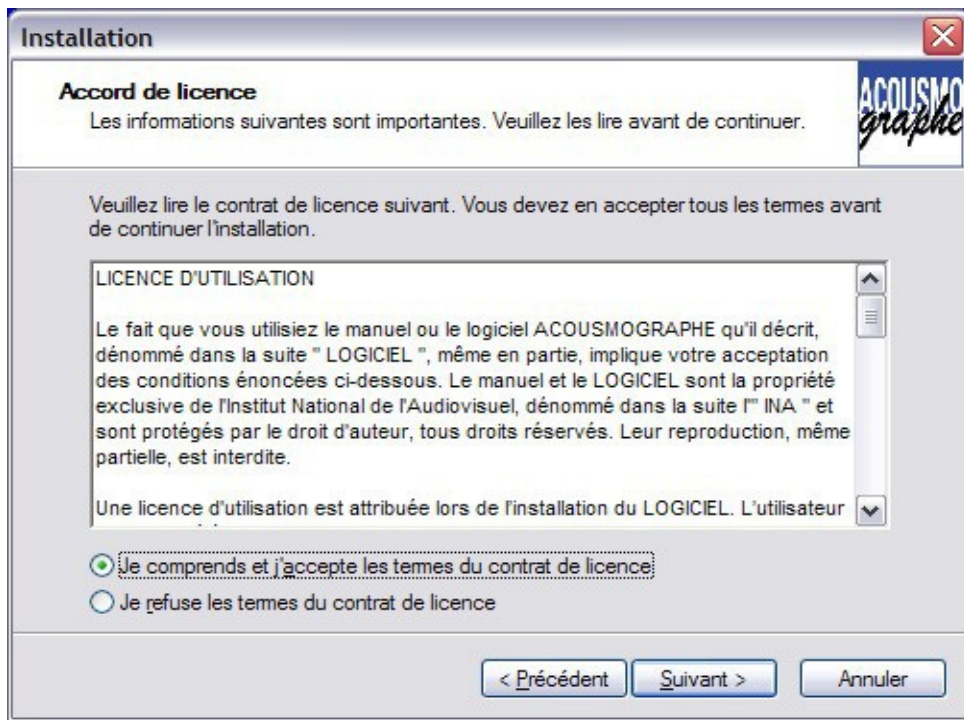 Installation
Accord de licence
Les informations suivantes sont importantes. Veuillez les lire avant de continuer.
ACOUSMO
graphe
Veuillez lire le contrat de licence suivant. Vous devez en accepter tous les termes avant
de continuer l'installation.
LICENCE D'UTILISATION
Le fait que vous utilisiez le manuel ou le logiciel ACOUSMOGRAPHE qu'il décrit,
dénommé dans la suite " LOGICIEL ", même en partie, implique votre acceptation
des conditions énoncées ci-dessous. Le manuel et le LOGICIEL sont la propriété
exclusive de l'Institut National de l'Audiovisuel, dénommé dans la suite l'" INA " et
sont protégés par le droit d'auteur, tous droits réservés. Leur reproduction, même
partielle, est interdite.
Une licence d'utilisation est attribuée lors de l'installation du LOGICIEL. L'utilisateur
Je comprends et j'accepte les termes du contrat de licence
Je refuse les termes du contrat de licence
< Précédent
Suivant >
Annuler